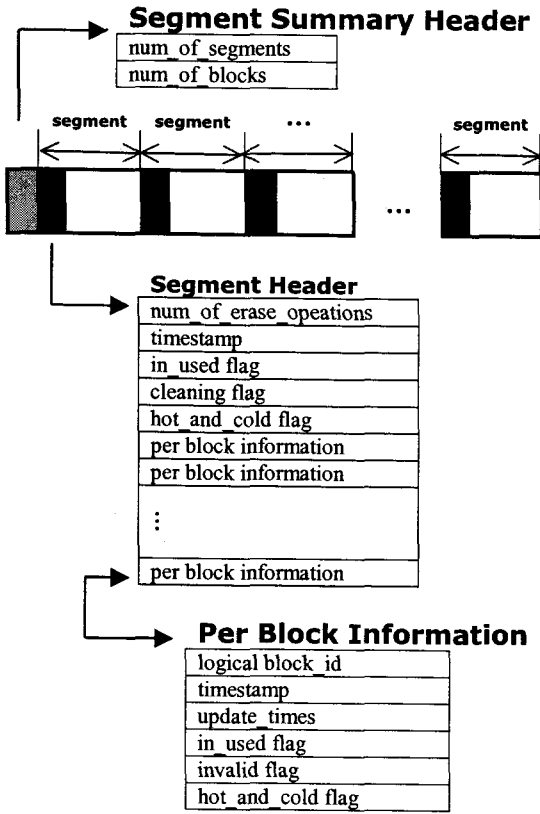 Segment Summary Header
num_of_segments
num_of_blocks
segment segment ... segment
...
Segment Header
num_of_erase_opeations
timestamp
in_used flag
cleaning flag
hot_and_cold flag
per block information
per block information
⋮
per block information
Per Block Information
logical block_id
timestamp
update_times
in_used flag
invalid flag
hot_and_cold flag